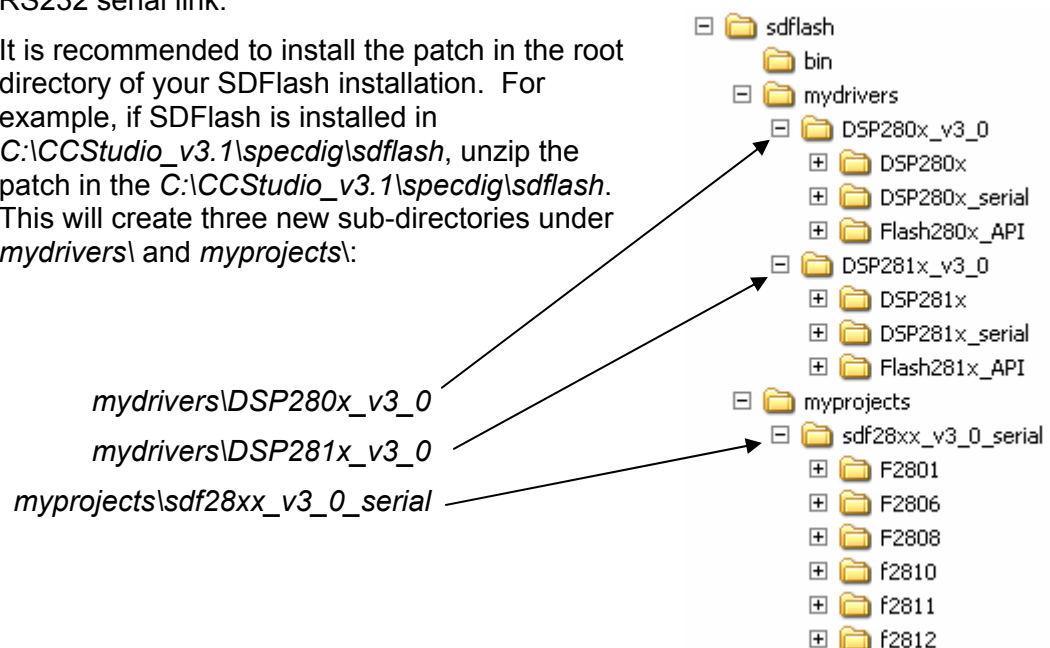 RS232 serial link.
It is recommended to install the patch in the root
directory of your SDFlash installation.  For
example, if SDFlash is installed in
C:\CCStudio_v3.1\specdig\sdflash, unzip the
patch in the C:\CCStudio_v3.1\specdig\sdflash.
This will create three new sub-directories under
mydrivers\ and myprojects\:
mydrivers\DSP280x_v3_0
mydrivers\DSP281x_v3_0
myprojects\sdf28xx_v3_0_serial
sdflash
bin
mydrivers
DSP280x_v3_0
DSP280x
DSP280x_serial
Flash280x_API
DSP281x_v3_0
DSP281x
DSP281x_serial
Flash281x_API
myprojects
sdf28xx_v3_0_serial
F2801
F2806
F2808
f2810
f2811
f2812